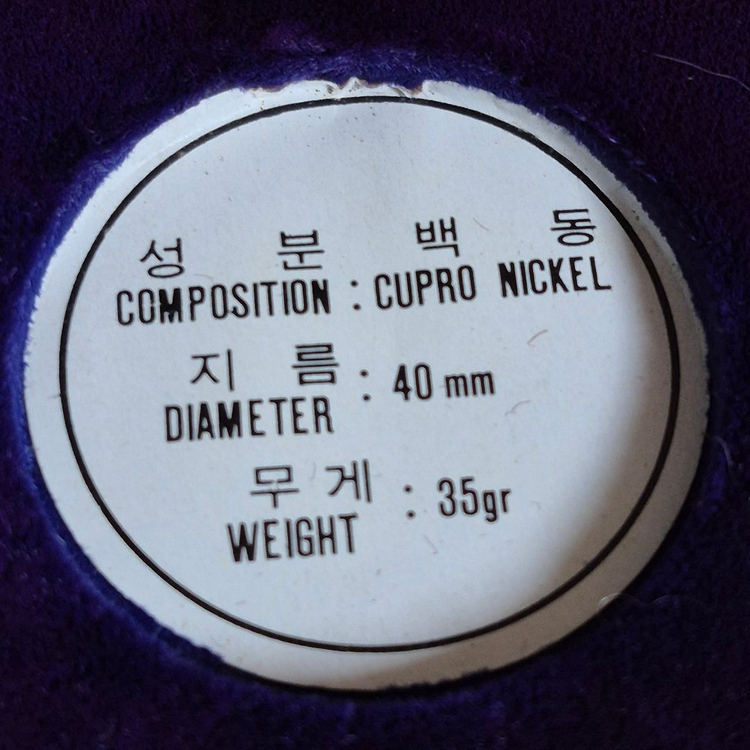 성 분 백 동
COMPOSITION : CUPRO NICKEL
지 름
DIAMETER : 40 mm
무 게
WEIGHT : 35gr